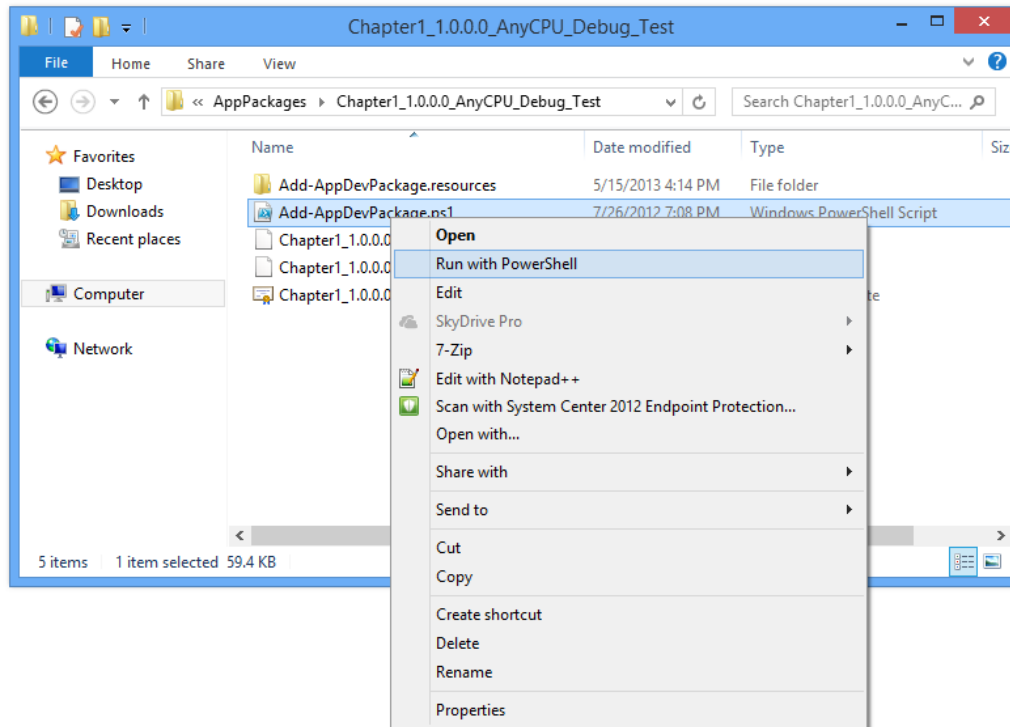 Chapter1_1.0.0.0_AnyCPU_Debug_Test
File Home Share View
« AppPackages Chapter1_1.0.0.0_AnyCPU_Debug_Test Search Chapter1_1.0.0.0_AnyC...
Name Date modified Type Siz
Favorites
Desktop
Downloads
Recent places
Computer
Network
Add-AppDevPackage.resources 5/15/2013 4:14 PM File folder
Add-AppDevPackage.ps1 7/26/2012 7:08 PM Windows PowerShell Script
Chapter1_1.0.0.0
Chapter1_1.0.0.0
Chapter1_1.0.0.0 te
Open
Run with PowerShell
Edit
SkyDrive Pro
7-Zip
Edit with Notepad++
Scan with System Center 2012 Endpoint Protection...
Open with...
Share with
Send to
Cut
Copy
Create shortcut
Delete
Rename
Properties
5 items 1 item selected 59.4 KB